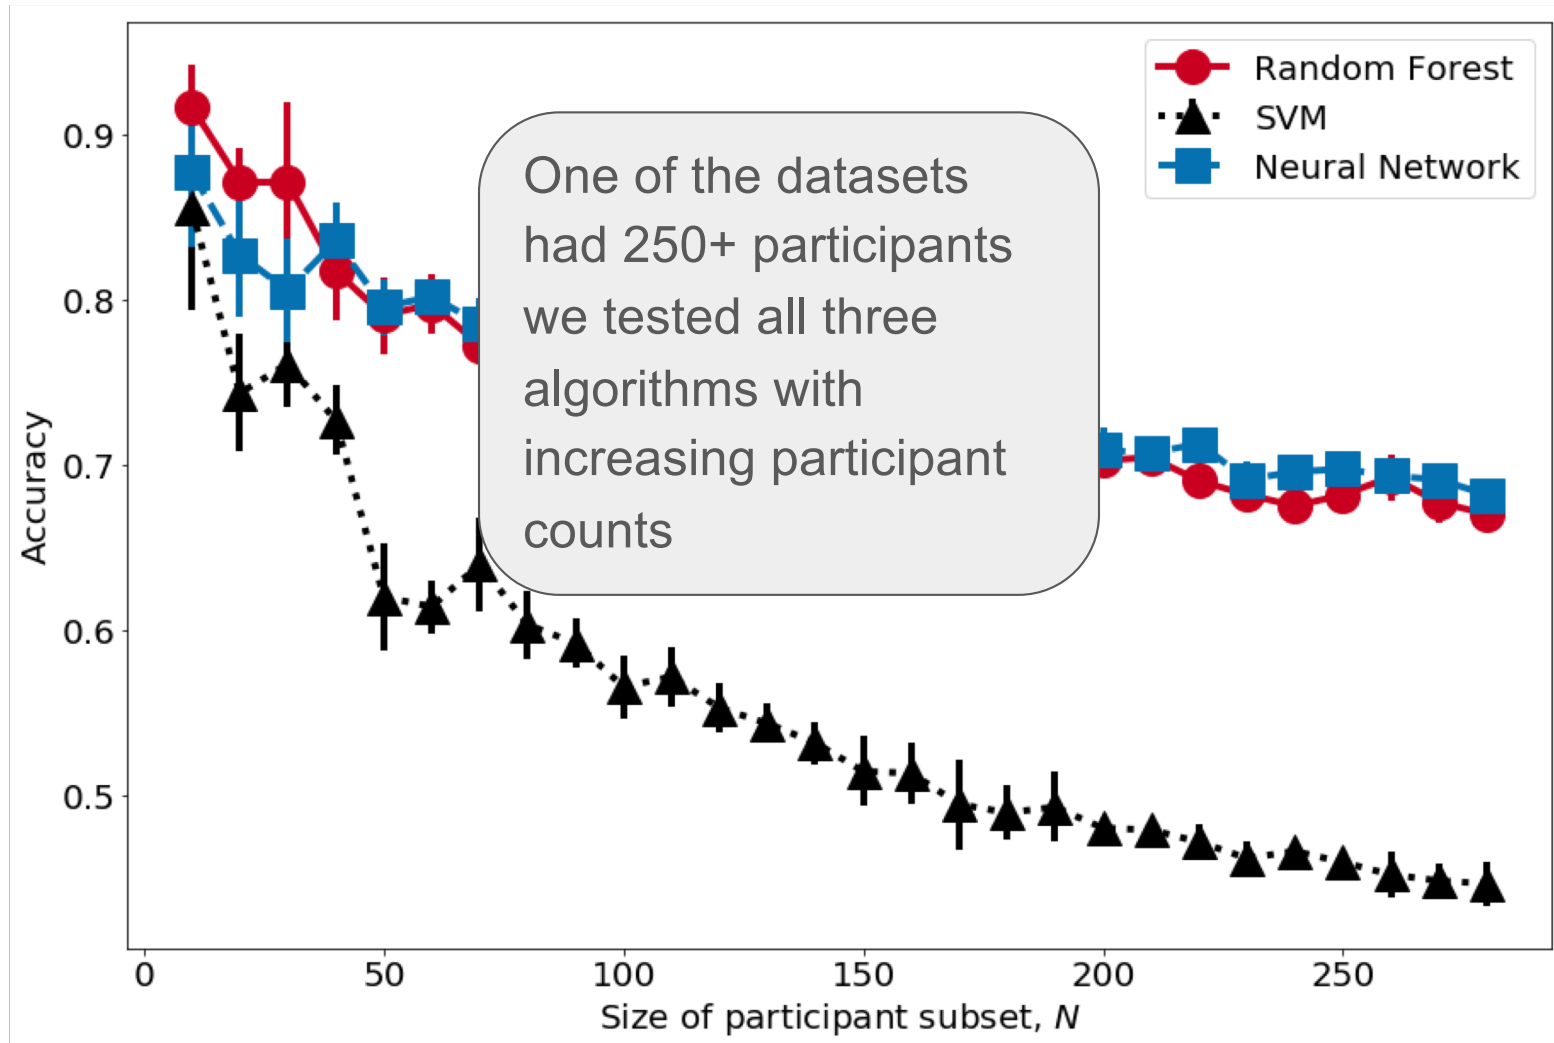 Random Forest
SVM
Neural Network
One of the datasets
had 250+ participants
we tested all three
algorithms with
increasing participant
counts
Accuracy
0.9
0.8
0.7
0.6
0.5
0 50 100 150 200 250
Size of participant subset, N